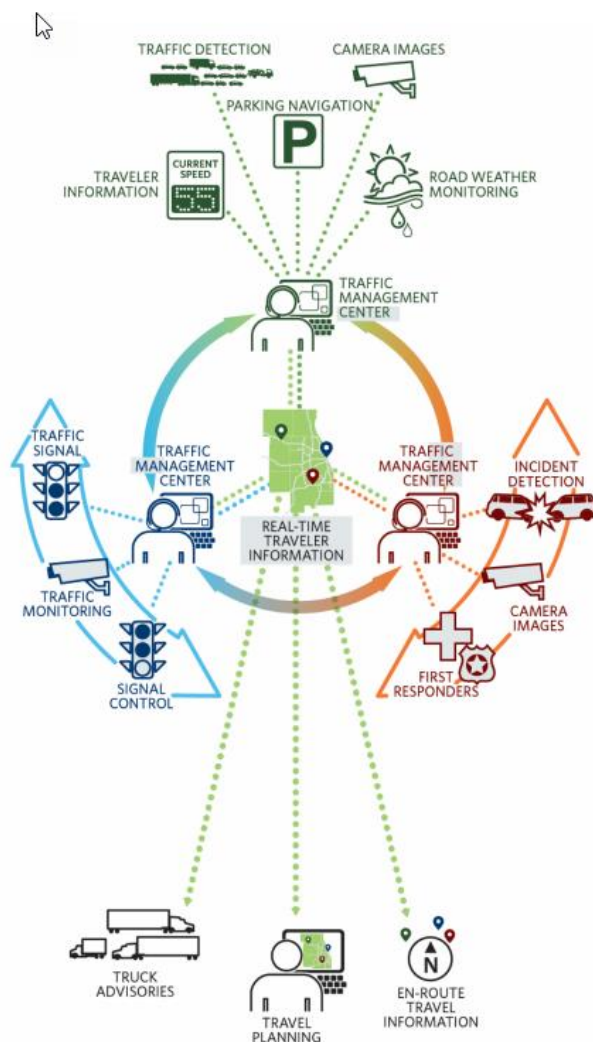 TRAFFIC DETECTION
CAMERA IMAGES
PARKING NAVIGATION
P
TRAVELER
INFORMATION
CURRENT
SPEED
55
ROAD WEATHER
MONITORING
TRAFFIC
MANAGEMENT
CENTER
TRAFFIC
SIGNAL
TRAFFIC
MANAGEMENT
CENTER
TRAFFIC
MANAGEMENT
CENTER
INCIDENT
DETECTION
REAL-TIME
TRAVELER
INFORMATION
TRAFFIC
MONITORING
CAMERA
IMAGES
SIGNAL
CONTROL
FIRST
RESPONDERS
TRUCK
ADVISORIES
TRAVEL
PLANNING
N
EN-ROUTE
TRAVEL
INFORMATION